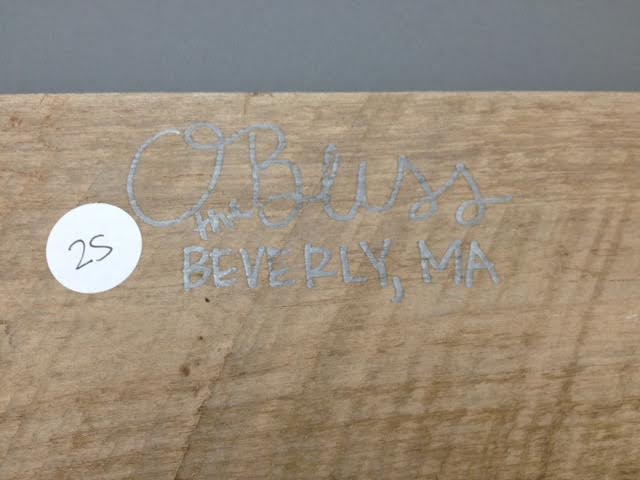 O the Bliss
BEVERLY, MA
25